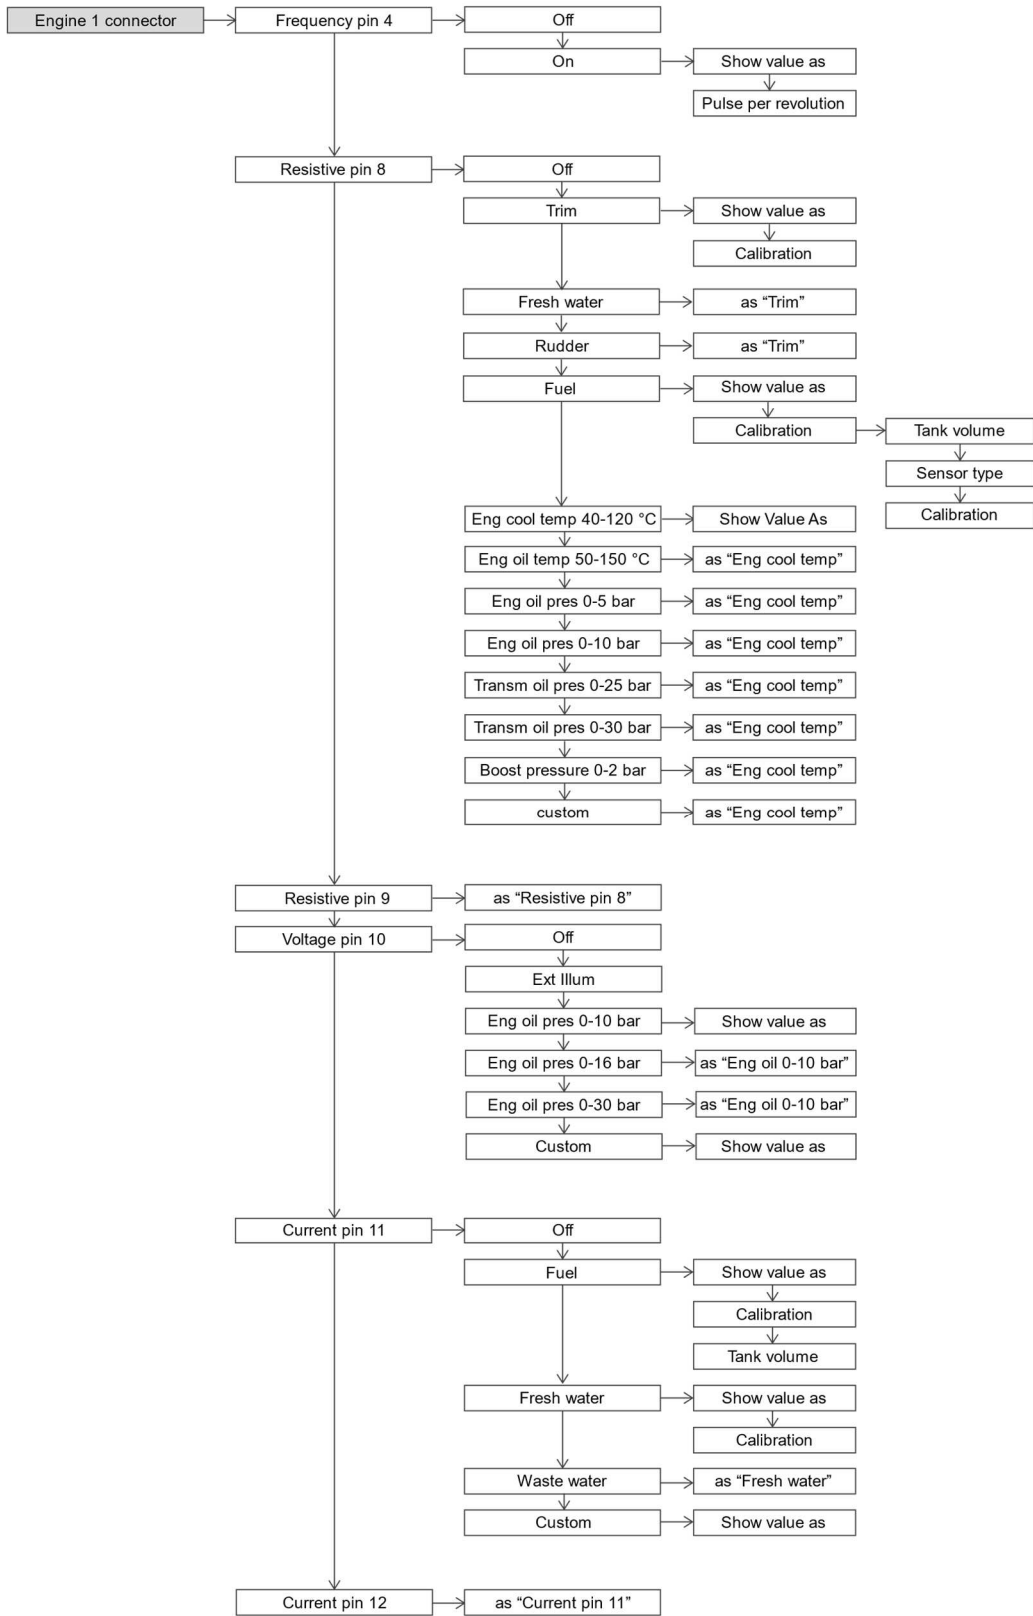 Engine 1 connector
Frequency pin 4
Off
On
Show value as
Pulse per revolution
Resistive pin 8
Off
Trim
Show value as
Calibration
Fresh water
as “Trim”
Rudder
as “Trim”
Fuel
Show value as
Calibration
Tank volume
Sensor type
Calibration
Eng cool temp 40-120 °C
Show Value As
Eng oil temp 50-150 °C
as “Eng cool temp”
Eng oil pres 0-5 bar
as “Eng cool temp”
Eng oil pres 0-10 bar
as “Eng cool temp”
Transm oil pres 0-25 bar
as “Eng cool temp”
Transm oil pres 0-30 bar
as “Eng cool temp”
Boost pressure 0-2 bar
as “Eng cool temp”
custom
as “Eng cool temp”
Resistive pin 9
as “Resistive pin 8”
Voltage pin 10
Off
Ext Illum
Eng oil pres 0-10 bar
Show value as
Eng oil pres 0-16 bar
as “Eng oil 0-10 bar”
Eng oil pres 0-30 bar
as “Eng oil 0-10 bar”
Custom
Show value as
Current pin 11
Off
Fuel
Show value as
Calibration
Tank volume
Fresh water
Show value as
Calibration
Waste water
as “Fresh water”
Custom
Show value as
Current pin 12
as “Current pin 11”